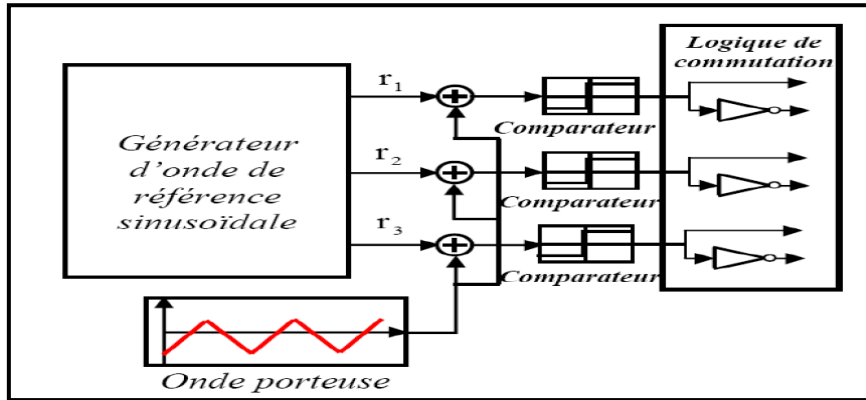 Générateur
d'onde de
référence
sinusoïdale
r1
r2
r3
Comparateur
Comparateur
Comparateur
Logique de
commutation
Onde porteuse